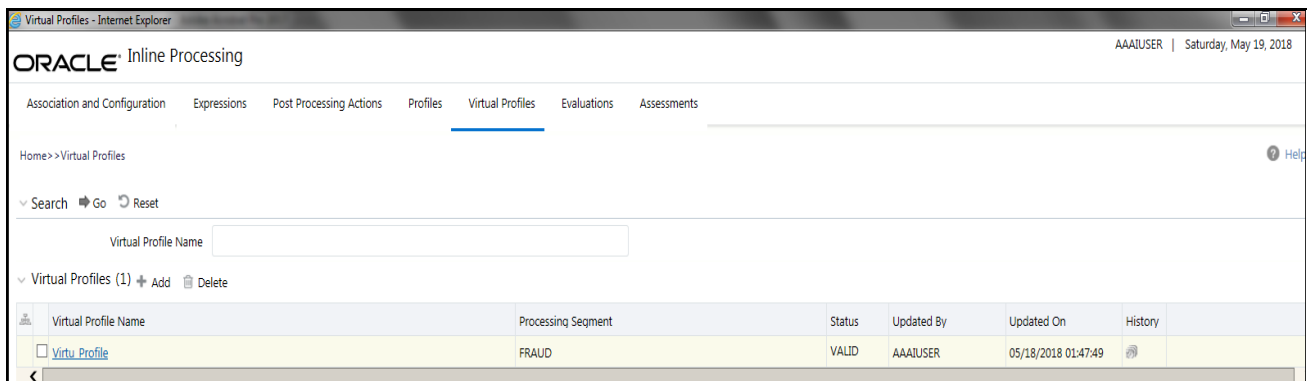 Virtual Profiles - Internet Explorer
ORACLE® Inline Processing
AAAIUSER | Saturday, May 19, 2018
Association and Configuration Expressions Post Processing Actions Profiles Virtual Profiles Evaluations Assessments
Home>>Virtual Profiles
Help
Search Go Reset
Virtual Profile Name
Virtual Profiles (1) Add Delete
Virtual Profile Name Processing Segment Status Updated By Updated On History
Virtu Profile FRAUD VALID AAAIUSER 05/18/2018 01:47:49